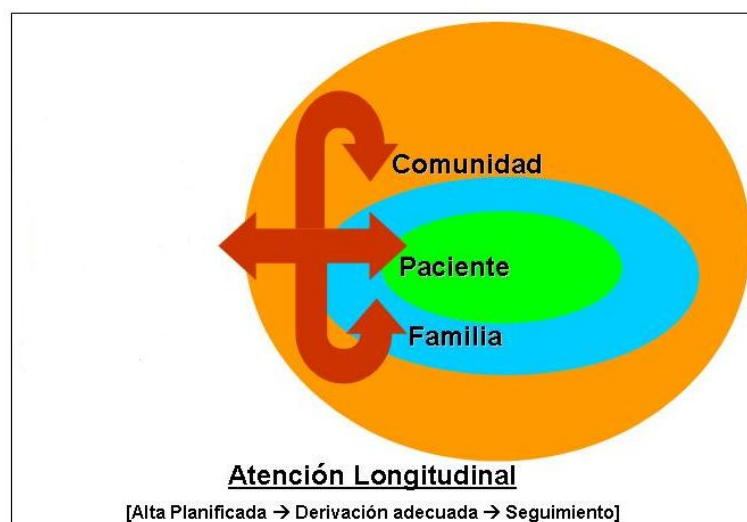 Comunidad
Paciente
Familia
Atención Longitudinal
[Alta Planificada → Derivación adecuada → Seguimiento]